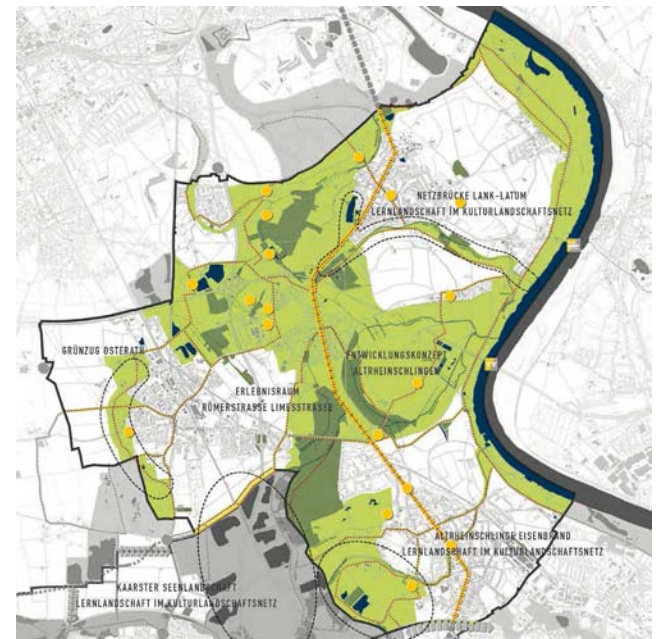 NETZBRÜCKE LANK-LATUM
LERNLANDSCHAFT IM KULTURLANDSCHAFTSNETZ
GRÜNZUG OSTERATH
ENTWICKLUNGSKONZEPT
ALTRHEINSCHLINGEN
ERLEBNISRAUM
RÖMERSTRASSE LIMESSTRASSE
ALTRHEINSCHLINGE EISENBRAND
LERNLANDSCHAFT IM KULTURLANDSCHAFTSNETZ
KAARSTER SEENLANDSCHAFT
LERNLANDSCHAFT IM KULTURLANDSCHAFTSNETZ